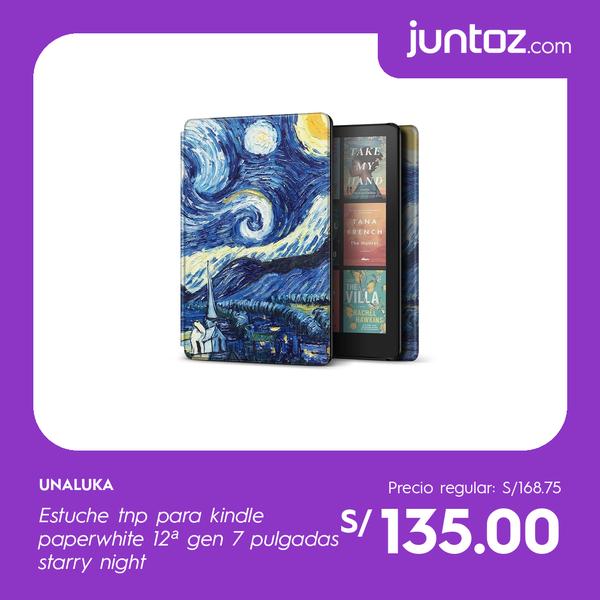 juntoz.com
TAKE
MY
HAND
TANA
FRENCH
The Hunter
THE
VILLA
RACHEL
HAWKINS
UNALUKA
Precio regular: S/168.75
Estuche tnp para kindle
paperwhite 12ª gen 7 pulgadas
starry night
S/ 135.00